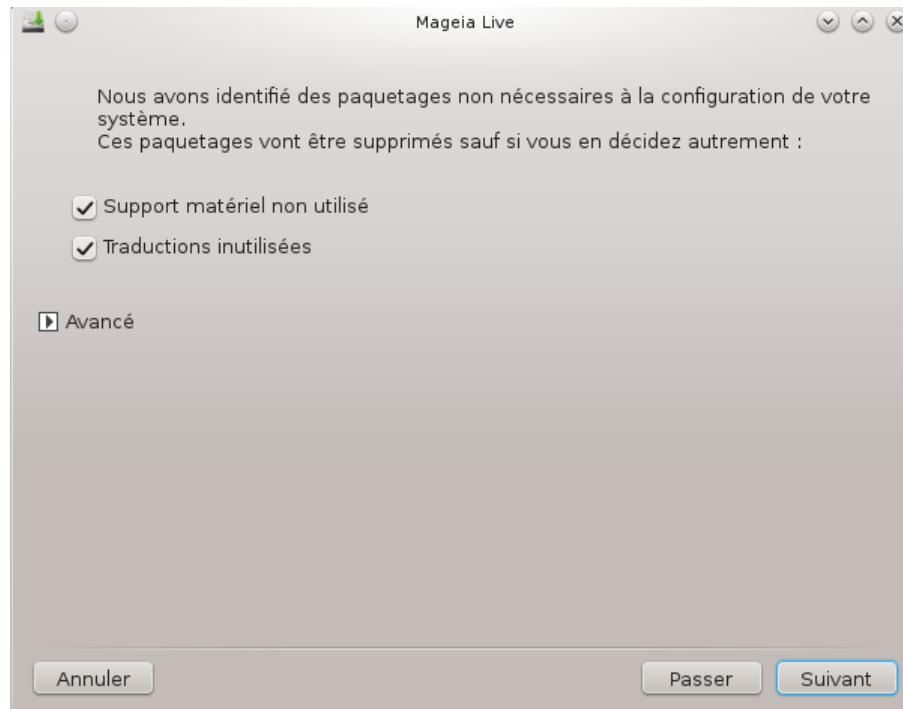 Mageia Live
Nous avons identifié des paquetages non nécessaires à la configuration de votre
système.
Ces paquetages vont être supprimés sauf si vous en décidez autrement :
Support matériel non utilisé
Traductions inutilisées
Avancé
Annuler
Passer
Suivant